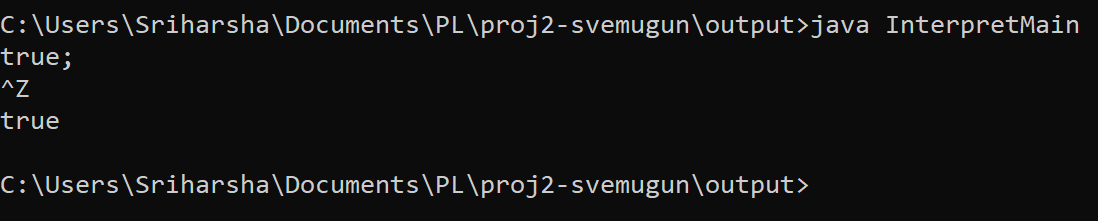 C:\Users\Sriharsha\Documents\PL\proj2-svemugun\output>java InterpretMain
true;
^Z
true
C:\Users\Sriharsha\Documents\PL\proj2-svemugun\output>